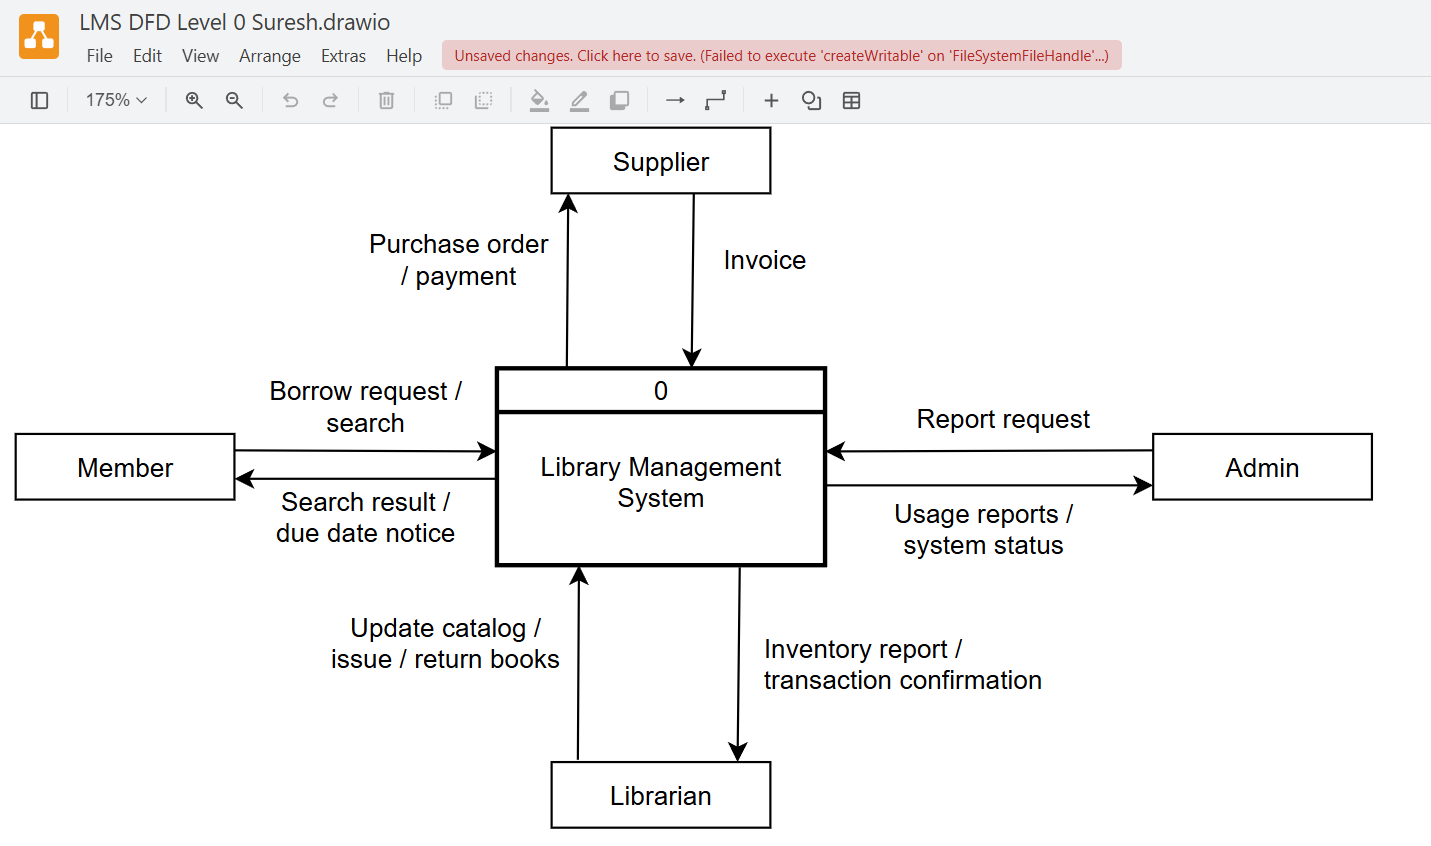 LMS DFD Level 0 Suresh.drawio
File Edit View Arrange Extras Help
Unsaved changes. Click here to save. (Failed to execute 'createWritable' on 'FileSystemFileHandle'...)
175%
Supplier
Purchase order
/ payment
Invoice
0
Borrow request /
search
Report request
Member
Library Management
System
Admin
Search result /
due date notice
Usage reports /
system status
Update catalog /
issue / return books
Inventory report /
transaction confirmation
Librarian